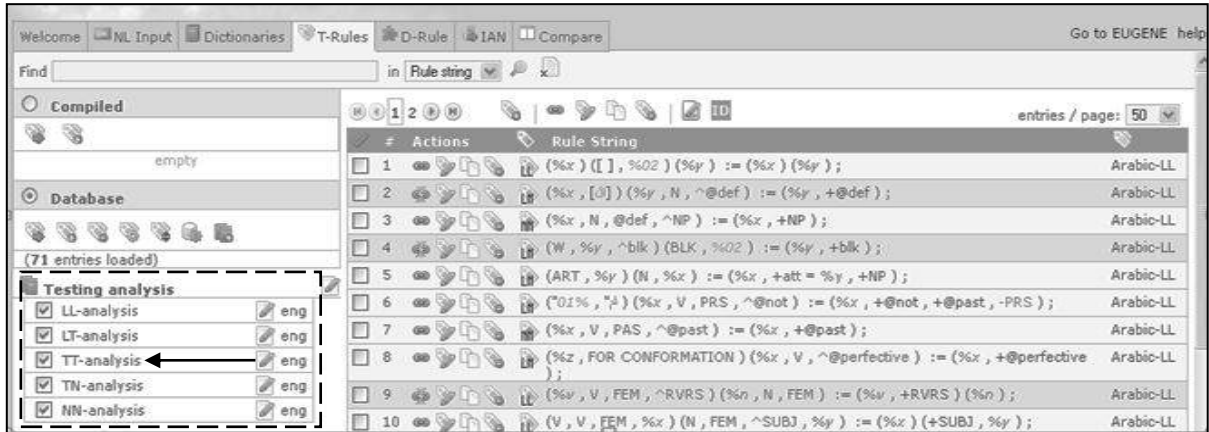 Welcome NL Input Dictionaries T-Rules D-Rule IAN Compare Go to EUGENE help
Find in Rule string
Compiled
empty
Database
(71 entries loaded)
Testing analysis
LL-analysis eng
LT-analysis eng
TT-analysis eng
TN-analysis eng
NN-analysis eng
1 2 ID entries / page: 50
# Actions Rule String
1 (%x ) ([ ] , %02 ) (%y ) := (%x ) (%y ) ; Arabic-LL
2 (%x , [ال] ) (%y , N , ^@def ) := (%y , +@def ) ; Arabic-LL
3 (%x , N , @def , ^NP ) := (%x , +NP ) ; Arabic-LL
4 (W , %y , ^blk ) (BLK , %02 ) := (%y , +blk ) ; Arabic-LL
5 (ART , %y ) (N , %x ) := (%x , +att = %y , +NP ) ; Arabic-LL
6 (%x , V , PRS , ^@not ) := (%x , +@not , +@past , -PRS ) ; Arabic-LL
7 (%x , V , PAS , ^@past ) := (%x , +@past ) ; Arabic-LL
8 (%z , FOR CONFORMATION ) (%x , V , ^@perfective ) := (%x , +@perfective Arabic-LL
) ;
9 (%v , V , FEM , ^RVRS ) (%n , N , FEM ) := (%v , +RVRS ) (%n ) ; Arabic-LL
10 (V , V , FEM , %x ) (N , FEM , ^SUBJ , %y ) := (%x ) (+SUBJ , %y ) ; Arabic-LL